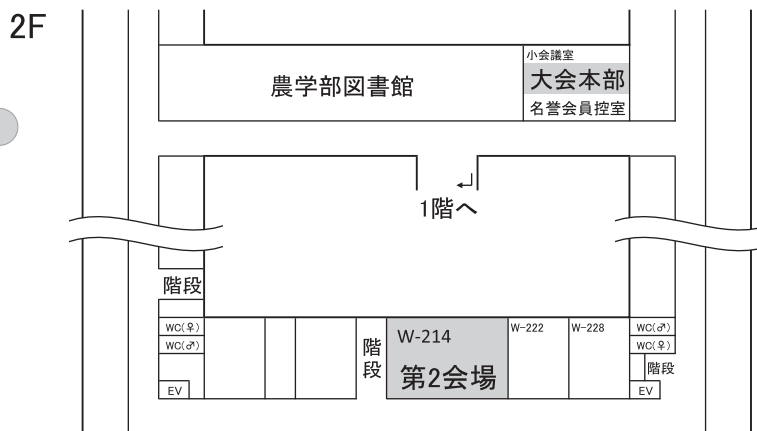 2F
小会議室
農学部図書館
大会本部
名誉会員控室
1階へ
階段
WC(♀)
WC(♂)
EV
階段
W-214
第2会場
W-222
W-228
WC(♂)
WC(♀)
階段
EV